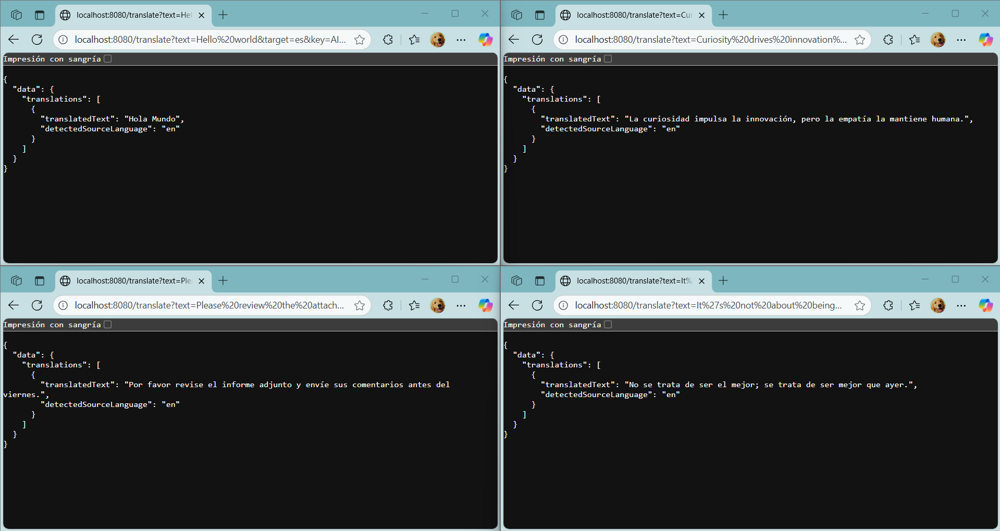 localhost:8080/translate?text=Hel
localhost:8080/translate?text=Hello%20world&target=es&key=AI...
Impresión con sangría
{
"data": {
"translations": [
{
"translatedText": "Hola Mundo",
"detectedSourceLanguage": "en"
}
]
}
}
localhost:8080/translate?text=Cur
localhost:8080/translate?text=Curiosity%20drives%20innovation%...
Impresión con sangría
{
"data": {
"translations": [
{
"translatedText": "La curiosidad impulsa la innovación, pero la empatía la mantiene humana.",
"detectedSourceLanguage": "en"
}
]
}
}
localhost:8080/translate?text=Plea
localhost:8080/translate?text=Please%20review%20the%20attach...
Impresión con sangría
{
"data": {
"translations": [
{
"translatedText": "Por favor revise el informe adjunto y envíe sus comentarios antes del
viernes.",
"detectedSourceLanguage": "en"
}
]
}
}
localhost:8080/translate?text=It%
localhost:8080/translate?text=It%27s%20not%20about%20being...
Impresión con sangría
{
"data": {
"translations": [
{
"translatedText": "No se trata de ser el mejor; se trata de ser mejor que ayer.",
"detectedSourceLanguage": "en"
}
]
}
}